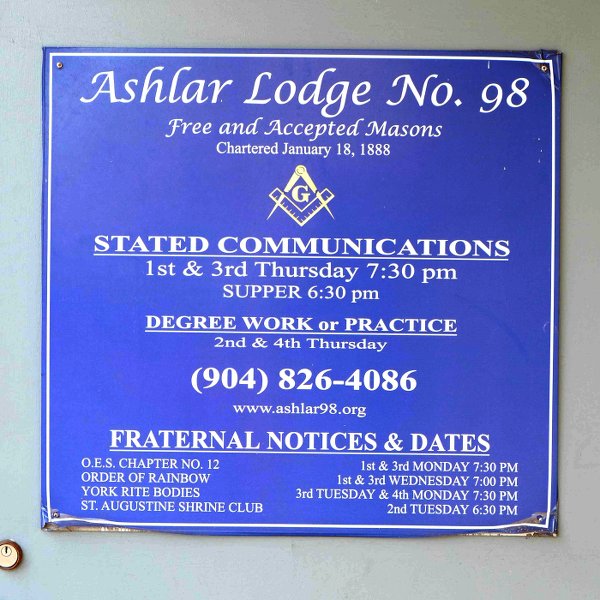 Ashlar Lodge No. 98
Free and Accepted Masons
Chartered January 18, 1888
G
STATED COMMUNICATIONS
1st & 3rd Thursday 7:30 pm
SUPPER 6:30 pm
DEGREE WORK or PRACTICE
2nd & 4th Thursday
(904) 826-4086
www.ashlar98.org
FRATERNAL NOTICES & DATES
O.E.S. CHAPTER NO. 12 1st & 3rd MONDAY 7:30 PM
ORDER OF RAINBOW 1st & 3rd WEDNESDAY 7:00 PM
YORK RITE BODIES 3rd TUESDAY & 4th MONDAY 7:30 PM
ST. AUGUSTINE SHRINE CLUB 2nd TUESDAY 6:30 PM